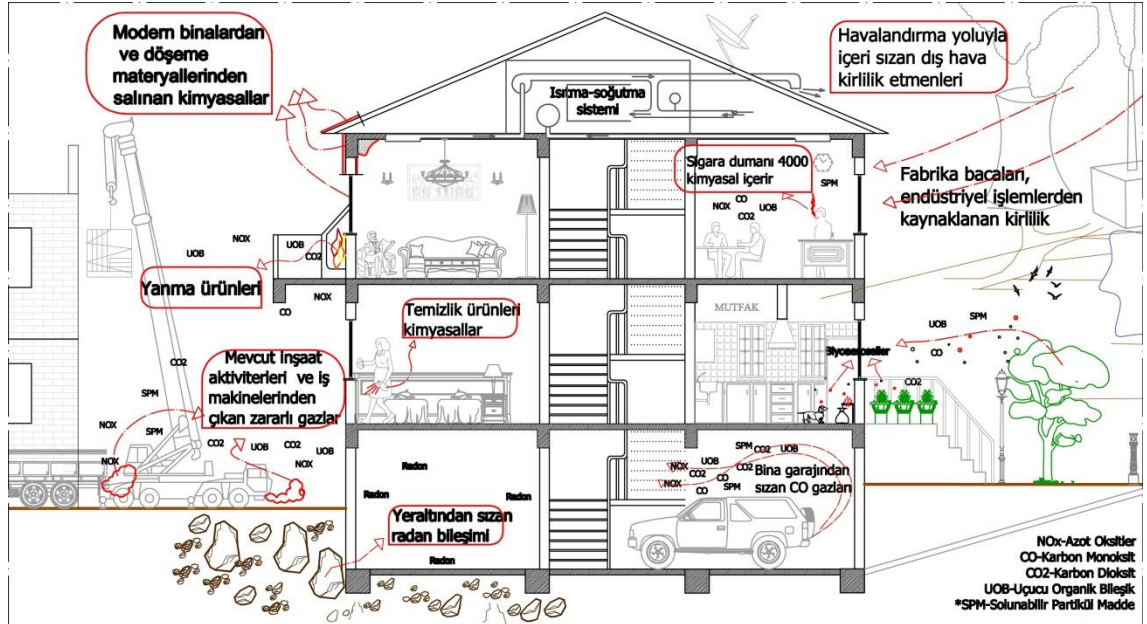 Modern binalardan
ve döşeme
materyallerinden
salınan kimyasallar
Isıtma-soğutma
sistemi
Havalandırma yoluyla
içeri sızan dış hava
kirlilik etmenleri
Sigara dumanı 4000
kimyasal içerir
SPM
NOX
CO
CO2
UOB
Fabrika bacaları,
endüstriyel işlemlerden
kaynaklanan kirlilik
NOX
UOB
UOB
CO2
Yanma ürünleri
NOX
CO
Temizlik ürünleri
kimyasallar
MUTFAK
Biyoaerosoller
SPM
UOB
CO
CO2
CO2
Mevcut inşaat
aktiviterleri ve iş
makinelerinden
çıkan zararlı gazlar
SPM
NOX
SPM
NOX
CO2
UOB
CO2
UOB
NOX
Radon
Radon
Radon
Yeraltından sızan
radan bileşimi
Radon
SPM
CO2
UOB
NOX
UOB
CO2
CO2
NOX
CO
SPM
CO
Bina garajından
sızan CO gazları
NOx-Azot Oksitler
CO-Karbon Monoksit
CO2-Karbon Dioksit
UOB-Uçucu Organik Bileşik
*SPM-Solunabilir Partikül Madde